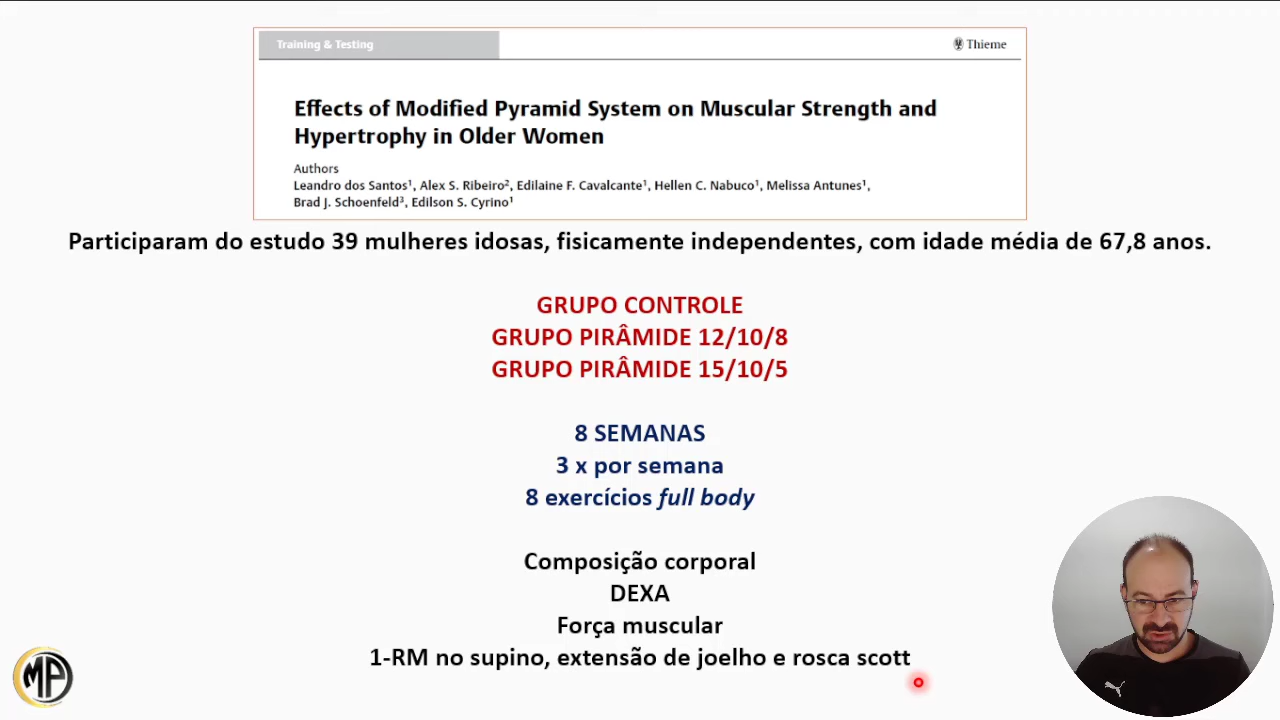 Training & Testing
Thieme
Effects of Modified Pyramid System on Muscular Strength and
Hypertrophy in Older Women
Authors
Leandro dos Santos¹, Alex S. Ribeiro², Edilaine F. Cavalcante¹, Hellen C. Nabuco¹, Melissa Antunes¹,
Brad J. Schoenfeld³, Edilson S. Cyrino¹
Participaram do estudo 39 mulheres idosas, fisicamente independentes, com idade média de 67,8 anos.
GRUPO CONTROLE
GRUPO PIRÂMIDE 12/10/8
GRUPO PIRÂMIDE 15/10/5
8 SEMANAS
3 x por semana
8 exercícios full body
Composição corporal
DEXA
Força muscular
1-RM no supino, extensão de joelho e rosca scott
MP